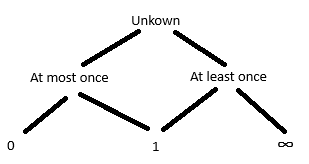 Unkown
At most once
At least once
0
1
∞